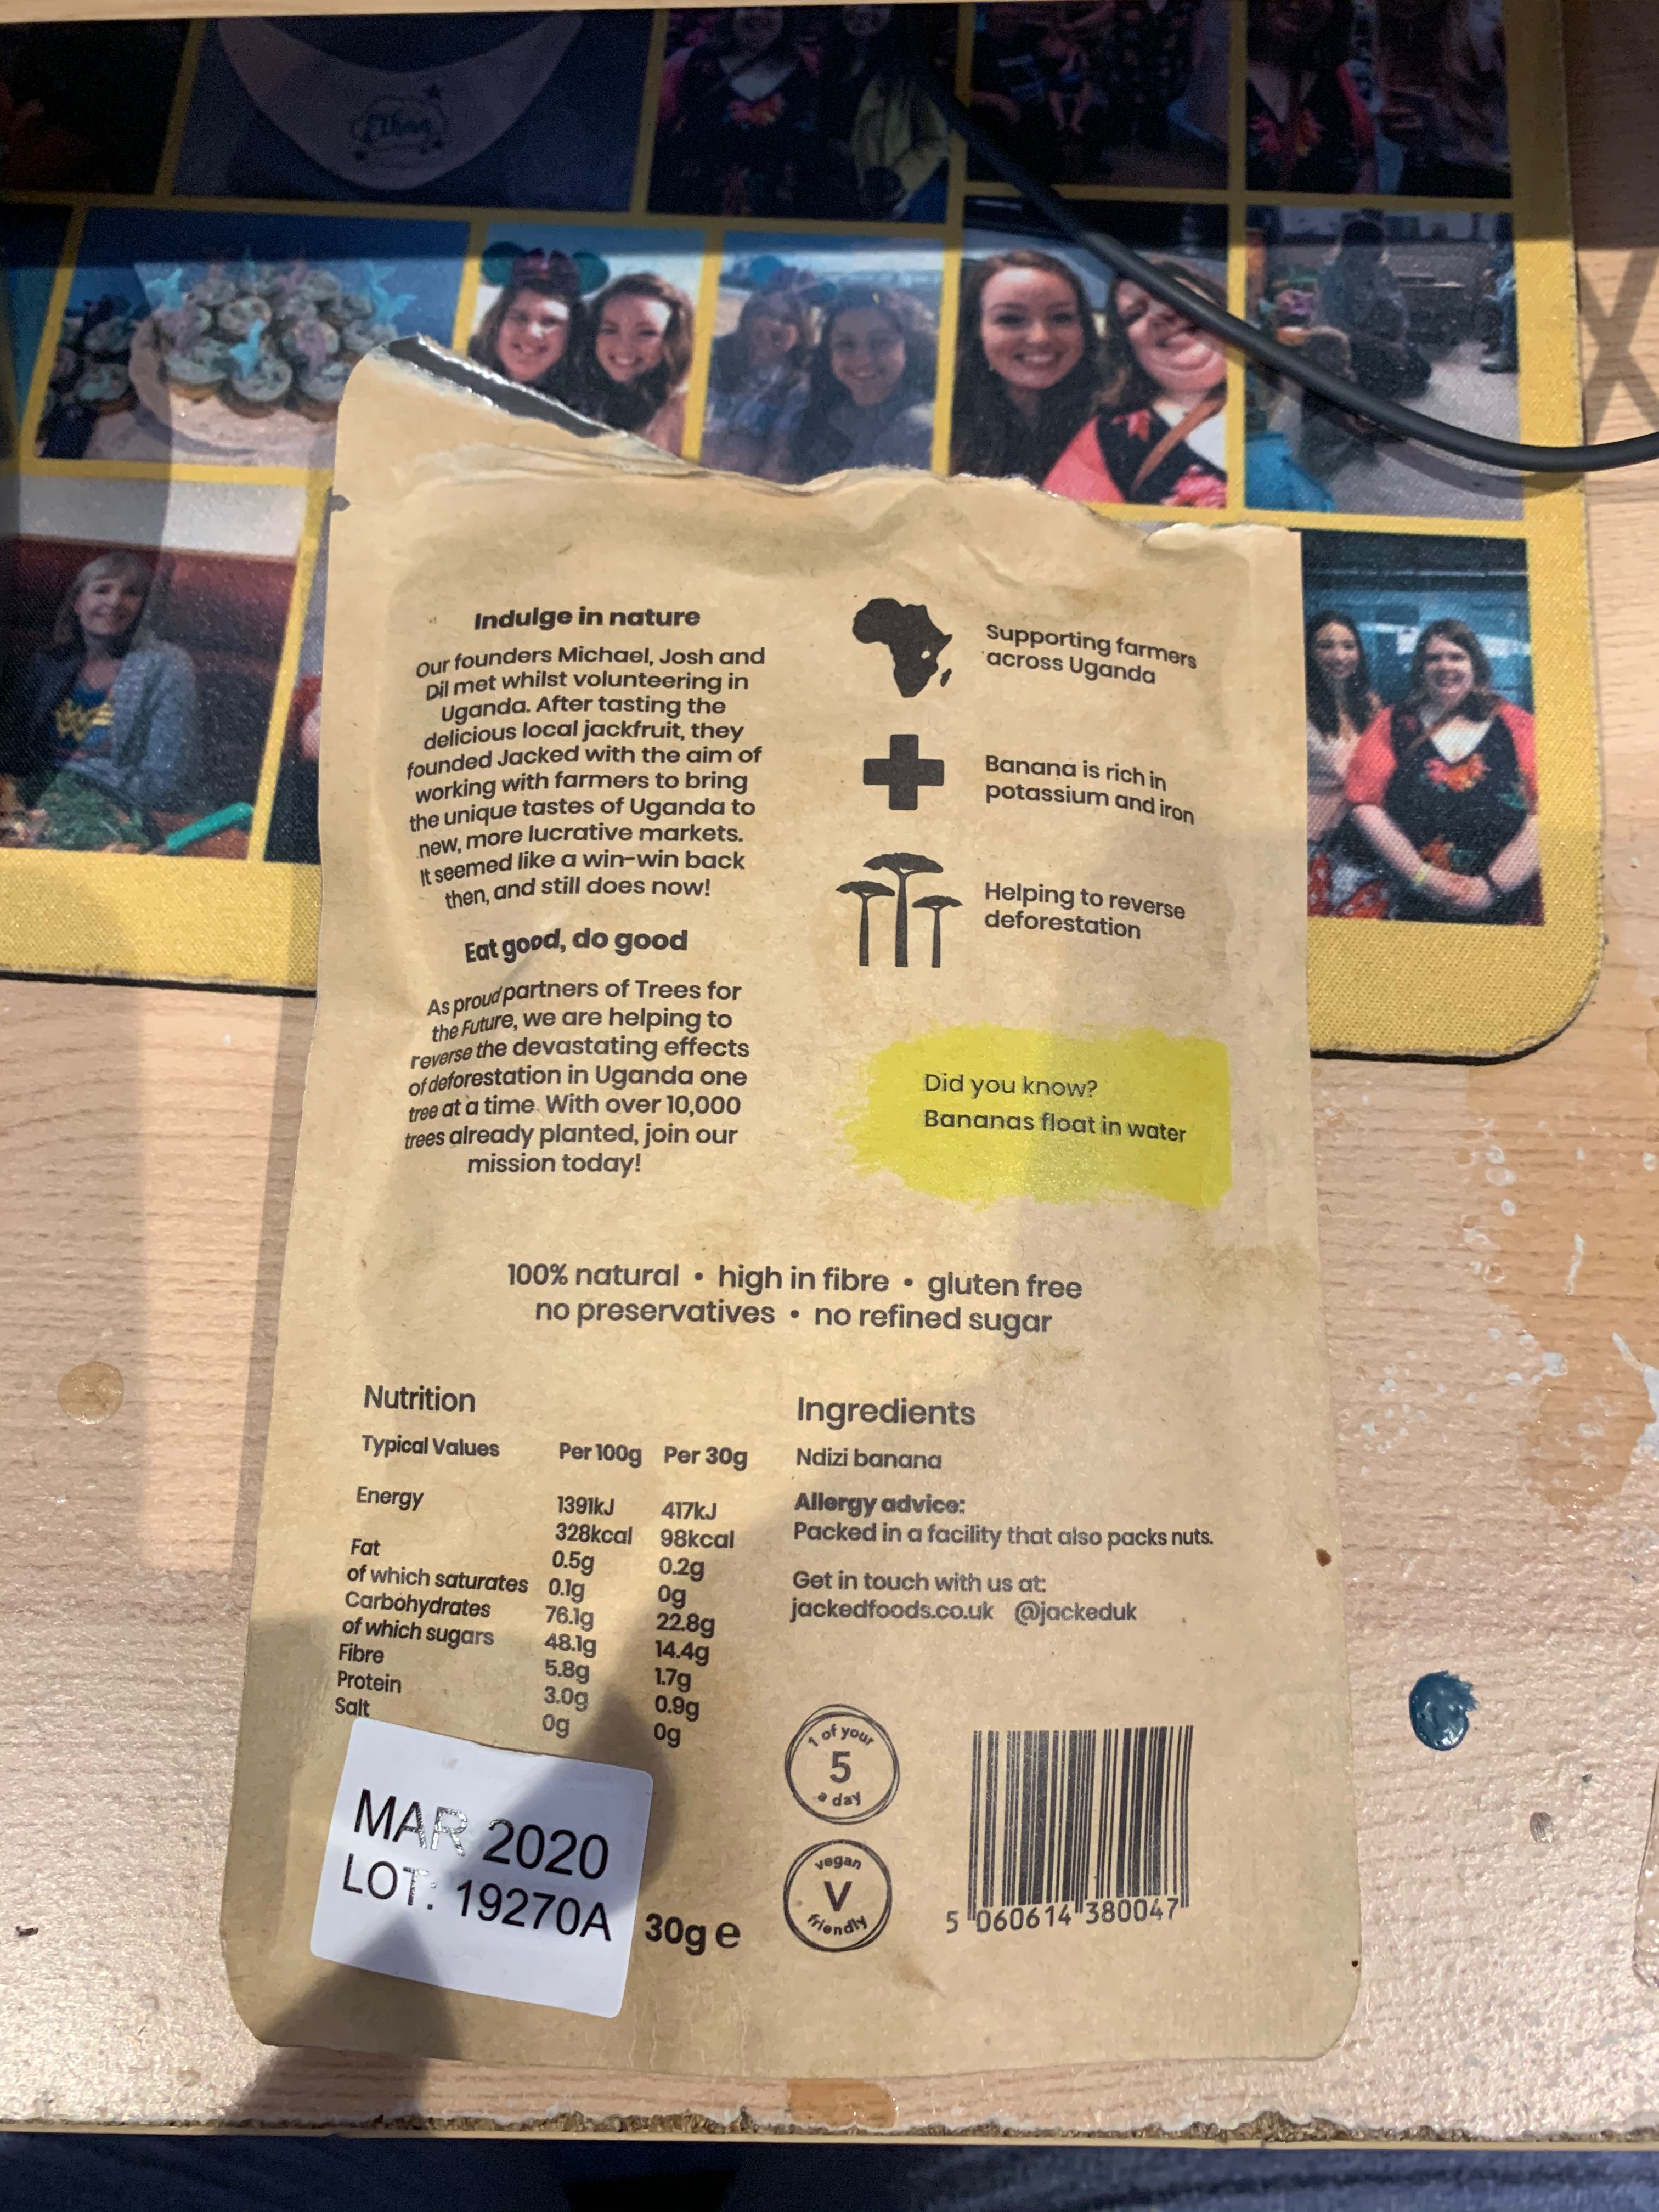 Indulge in nature
Our founders Michael, Josh and
Dil met whilst volunteering in
Uganda. After tasting the
delicious local jackfruit, they
founded Jacked with the aim of
working with farmers to bring
the unique tastes of Uganda to
new, more lucrative markets.
It seemed like a win-win back
then, and still does now!
Eat good, do good
As proud partners of Trees for
the Future, we are helping to
reverse the devastating effects
of deforestation in Uganda one
tree at a time. With over 10,000
trees already planted, join our
mission today!
Supporting farmers
across Uganda
Banana is rich in
potassium and iron
Helping to reverse
deforestation
Did you know?
Bananas float in water
100% natural • high in fibre • gluten free
no preservatives • no refined sugar
Nutrition
Typical Values Per 100g Per 30g
Energy 1391kJ 417kJ
328kcal 98kcal
Fat 0.5g 0.2g
of which saturates 0.1g 0g
Carbohydrates 76.1g 22.8g
of which sugars 48.1g 14.4g
Fibre 5.8g 1.7g
Protein 3.0g 0.9g
Salt 0g 0g
Ingredients
Ndizi banana
Allergy advice:
Packed in a facility that also packs nuts.
Get in touch with us at:
jackedfoods.co.uk @jackeduk
1 of your
5
a day
vegan
V
friendly
MAR 2020
LOT: 19270A
30g e
5 060614 380047